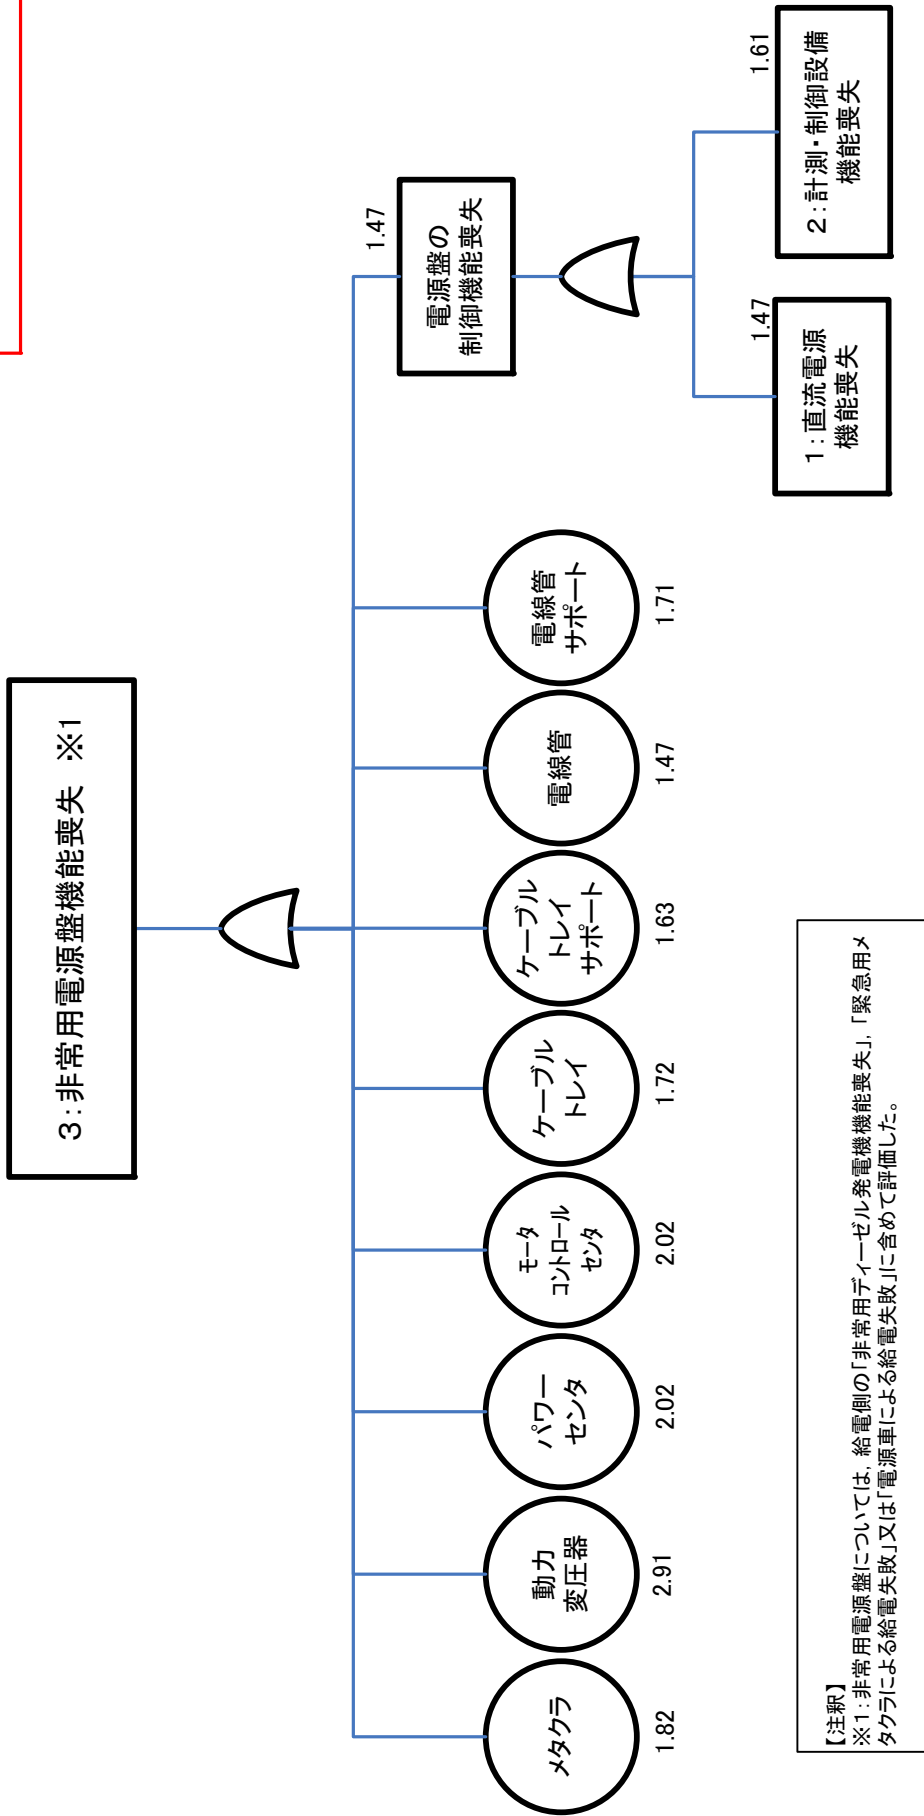 3：非常用電源盤機能喪失 ※1
メタクラ
1.82
動力
変圧器
2.91
パワー
センタ
2.02
モータ
コントロール
センタ
2.02
ケーブル
トレイ
1.72
ケーブル
トレイ
サポート
1.63
電線管
1.47
電線管
サポート
1.71
1.47
電源盤の
制御機能喪失
1.47
1：直流電源
機能喪失
1.61
2：計測・制御設備
機能喪失
【注釈】
※1：非常用電源盤については，給電側の「非常用ディーゼル発電機機能喪失」，「緊急用メ
タクラによる給電失敗」又は「電源車による給電失敗」に含めて評価した。